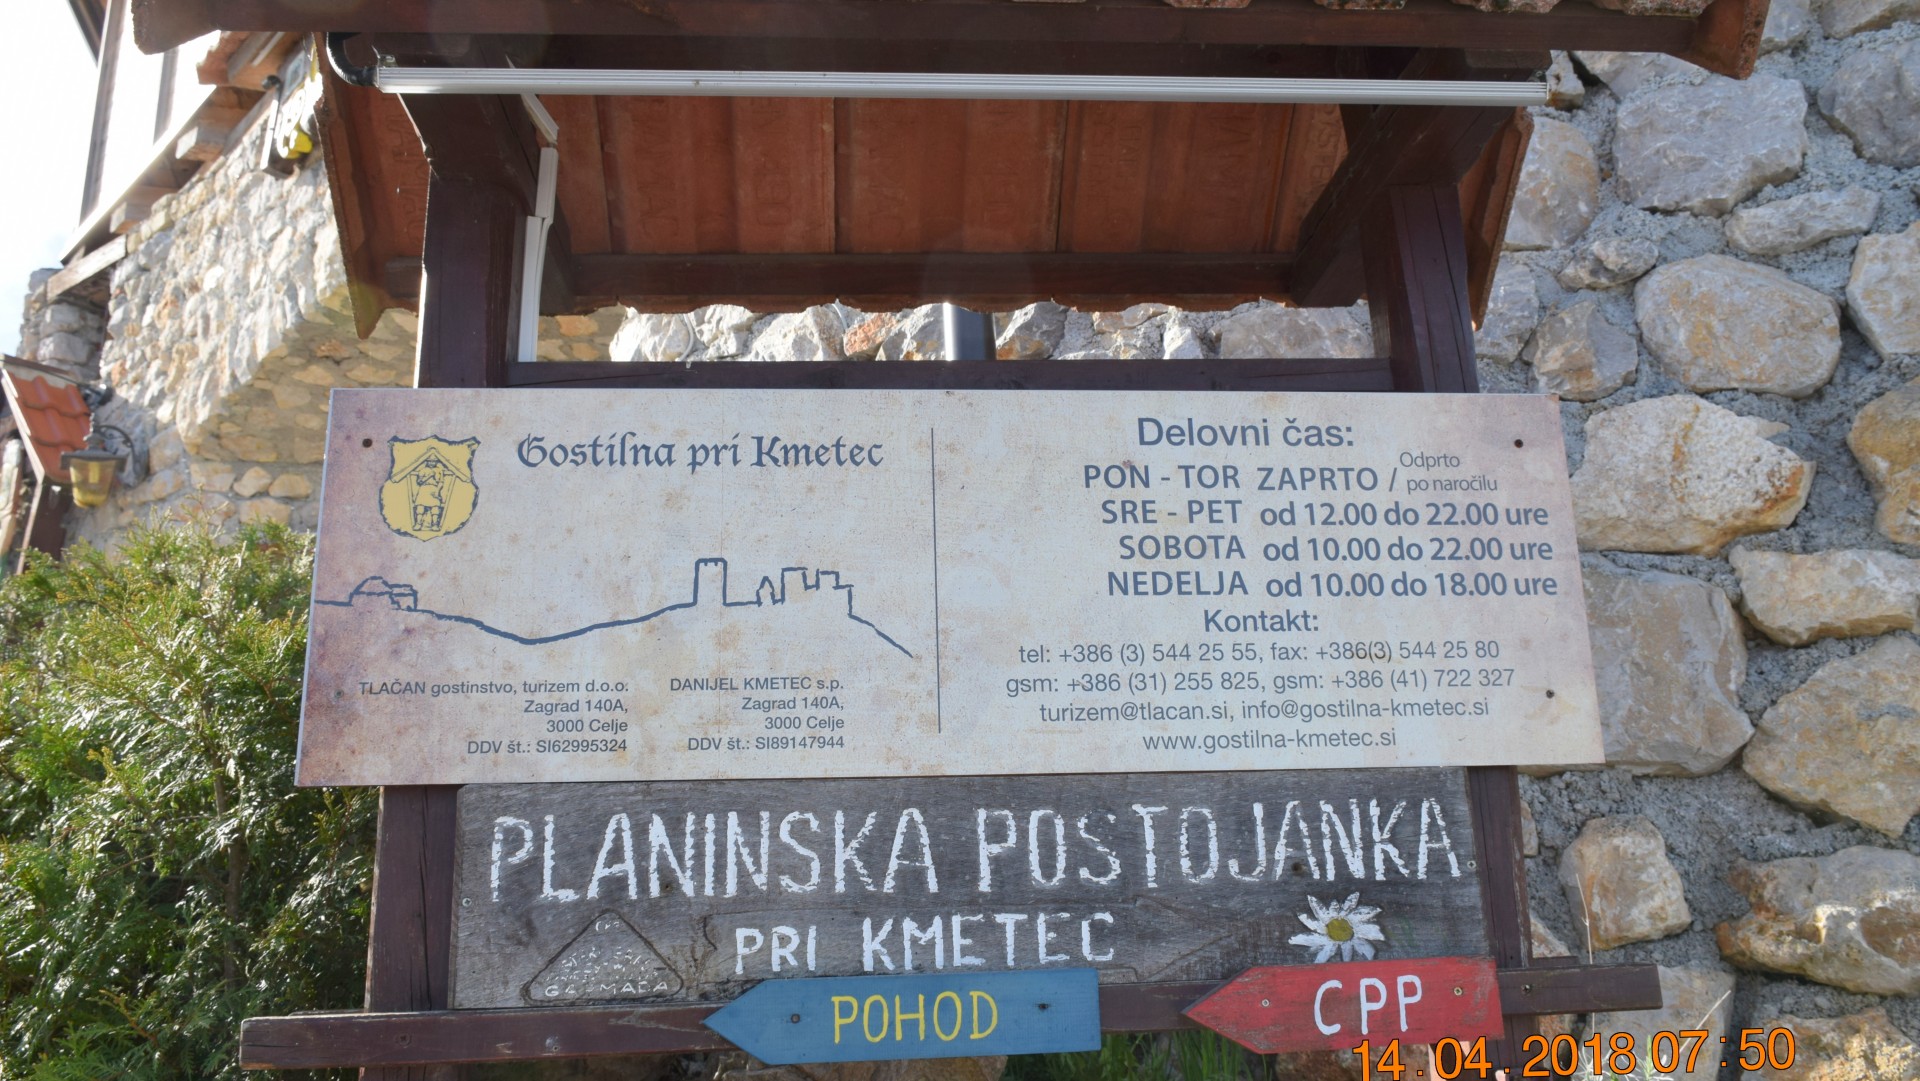 Gostilna pri Kmetec
TLAČAN gostinstvo, turizem d.o.o.
Zagrad 140A,
3000 Celje
DDV št.: SI62995324
DANIJEL KMETEC s.p.
Zagrad 140A,
3000 Celje
DDV št.: SI89147944
Delovni čas:
PON - TOR ZAPRTO / Odprto po naročilu
SRE - PET od 12.00 do 22.00 ure
SOBOTA od 10.00 do 22.00 ure
NEDELJA od 10.00 do 18.00 ure
Kontakt:
tel: +386 (3) 544 25 55, fax: +386(3) 544 25 80
gsm: +386 (31) 255 825, gsm: +386 (41) 722 327
turizem@tlacan.si, info@gostilna-kmetec.si
www.gostilna-kmetec.si
PLANINSKA POSTOJANKA
PRI KMETEC
POHOD
CPP
14.04.2018 07:50